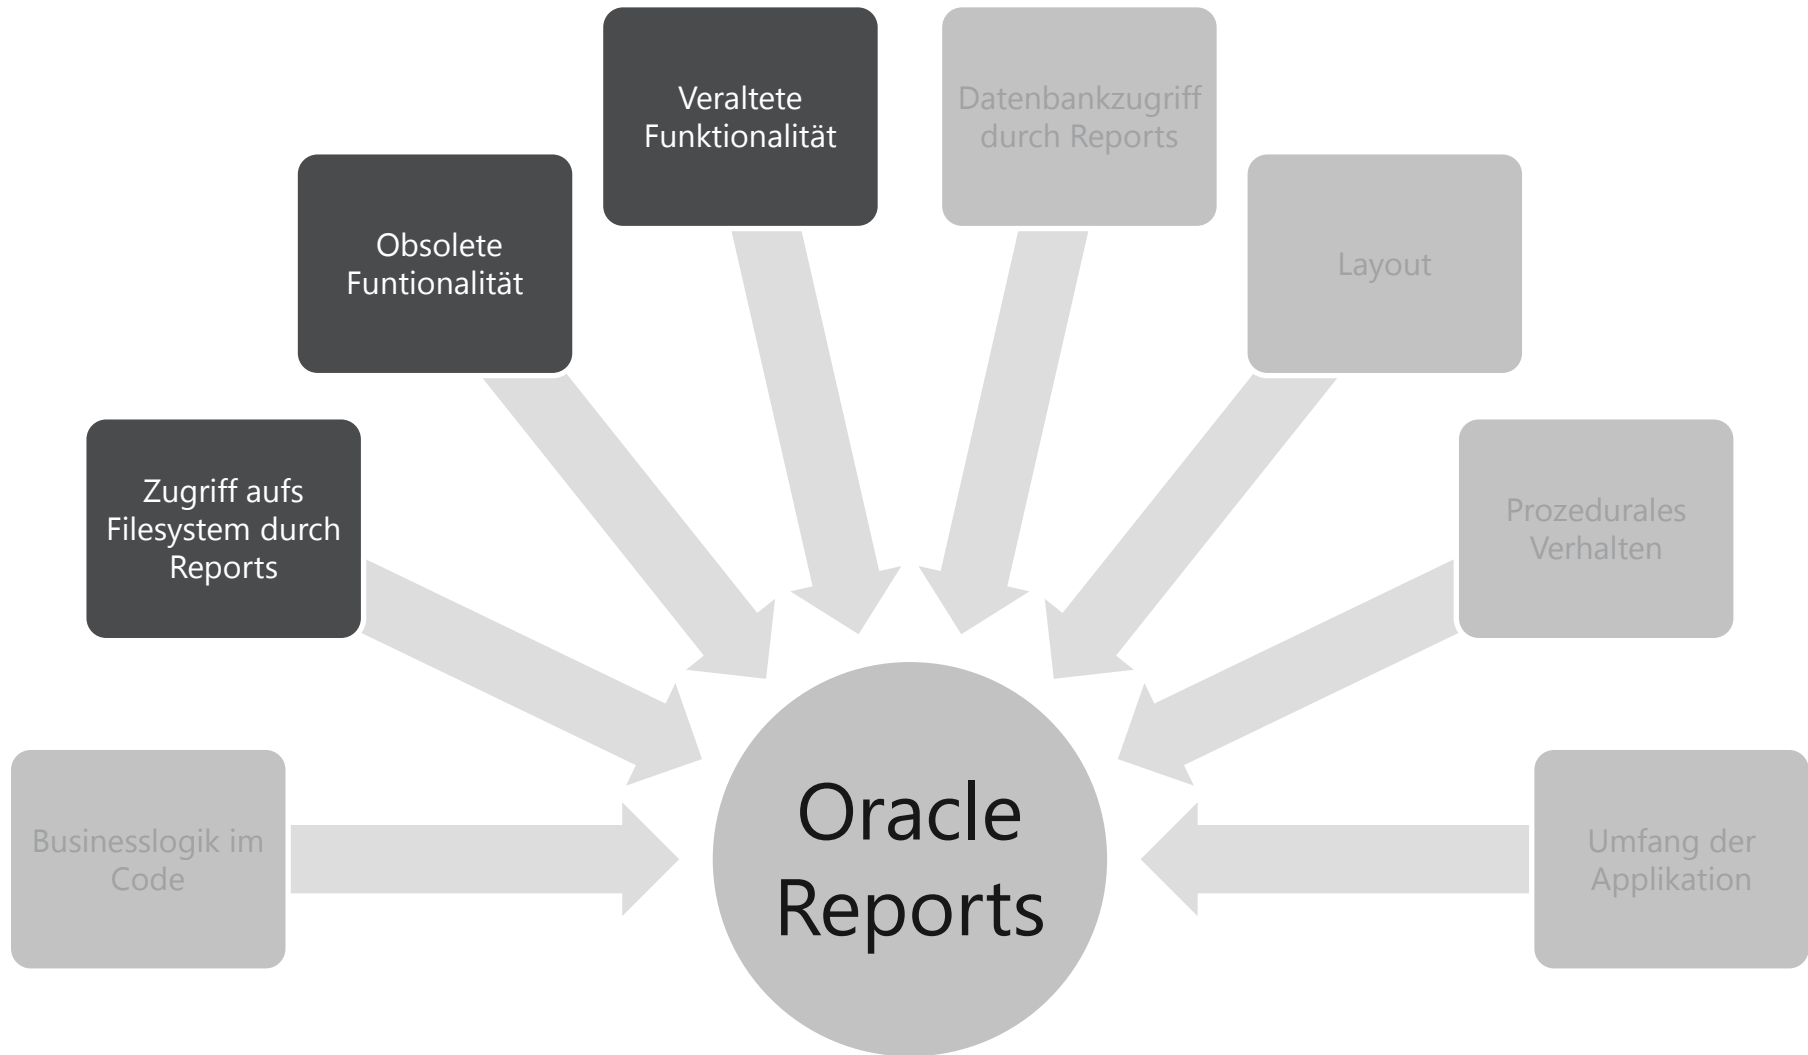 Veraltete
Funktionalität
Datenbankzugriff
durch Reports
Obsolete
Funtionalität
Layout
Zugriff aufs
Filesystem durch
Reports
Prozedurales
Verhalten
Businesslogik im
Code
Oracle
Reports
Umfang der
Applikation